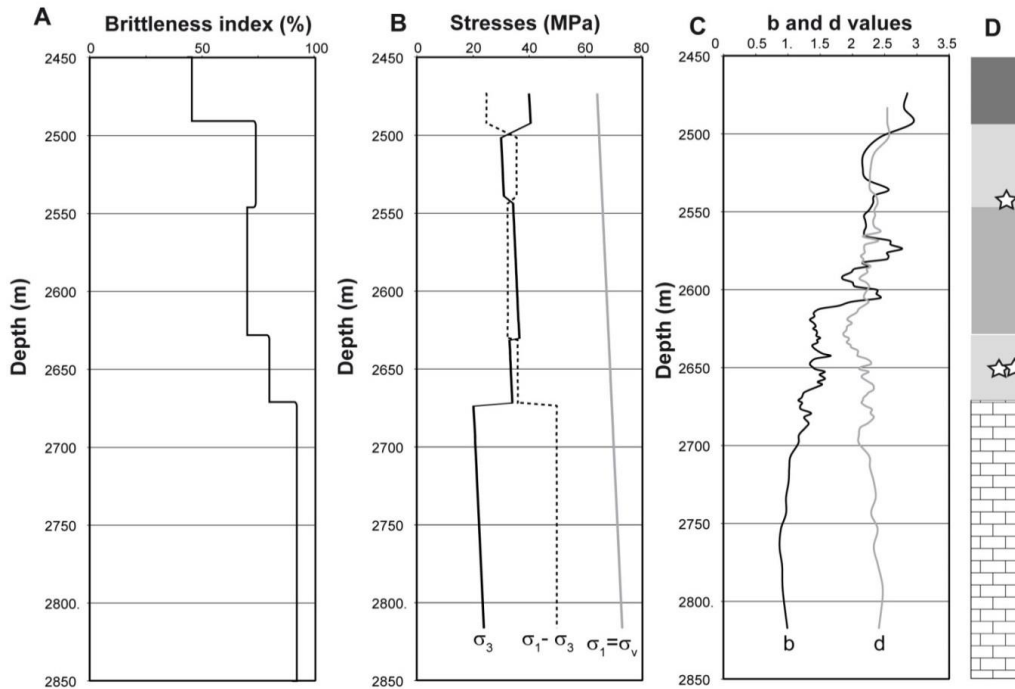 A
Brittleness index (%)
0 50 100
Depth (m)
2450
2500
2550
2600
2650
2700
2750
2800.
2850
B
Stresses (MPa)
0 20 40 60 80
Depth (m)
2450
2500
2550
2600
2650
2700
2750
2800.
2850
σ3 σ1- σ3 σ1=σv
C
b and d values
0 0.5 1. 1.5 2 2.5 3 3.5
Depth (m)
2450
2500
2550
2600
2650
2700
2750
2800.
2850
b d
D